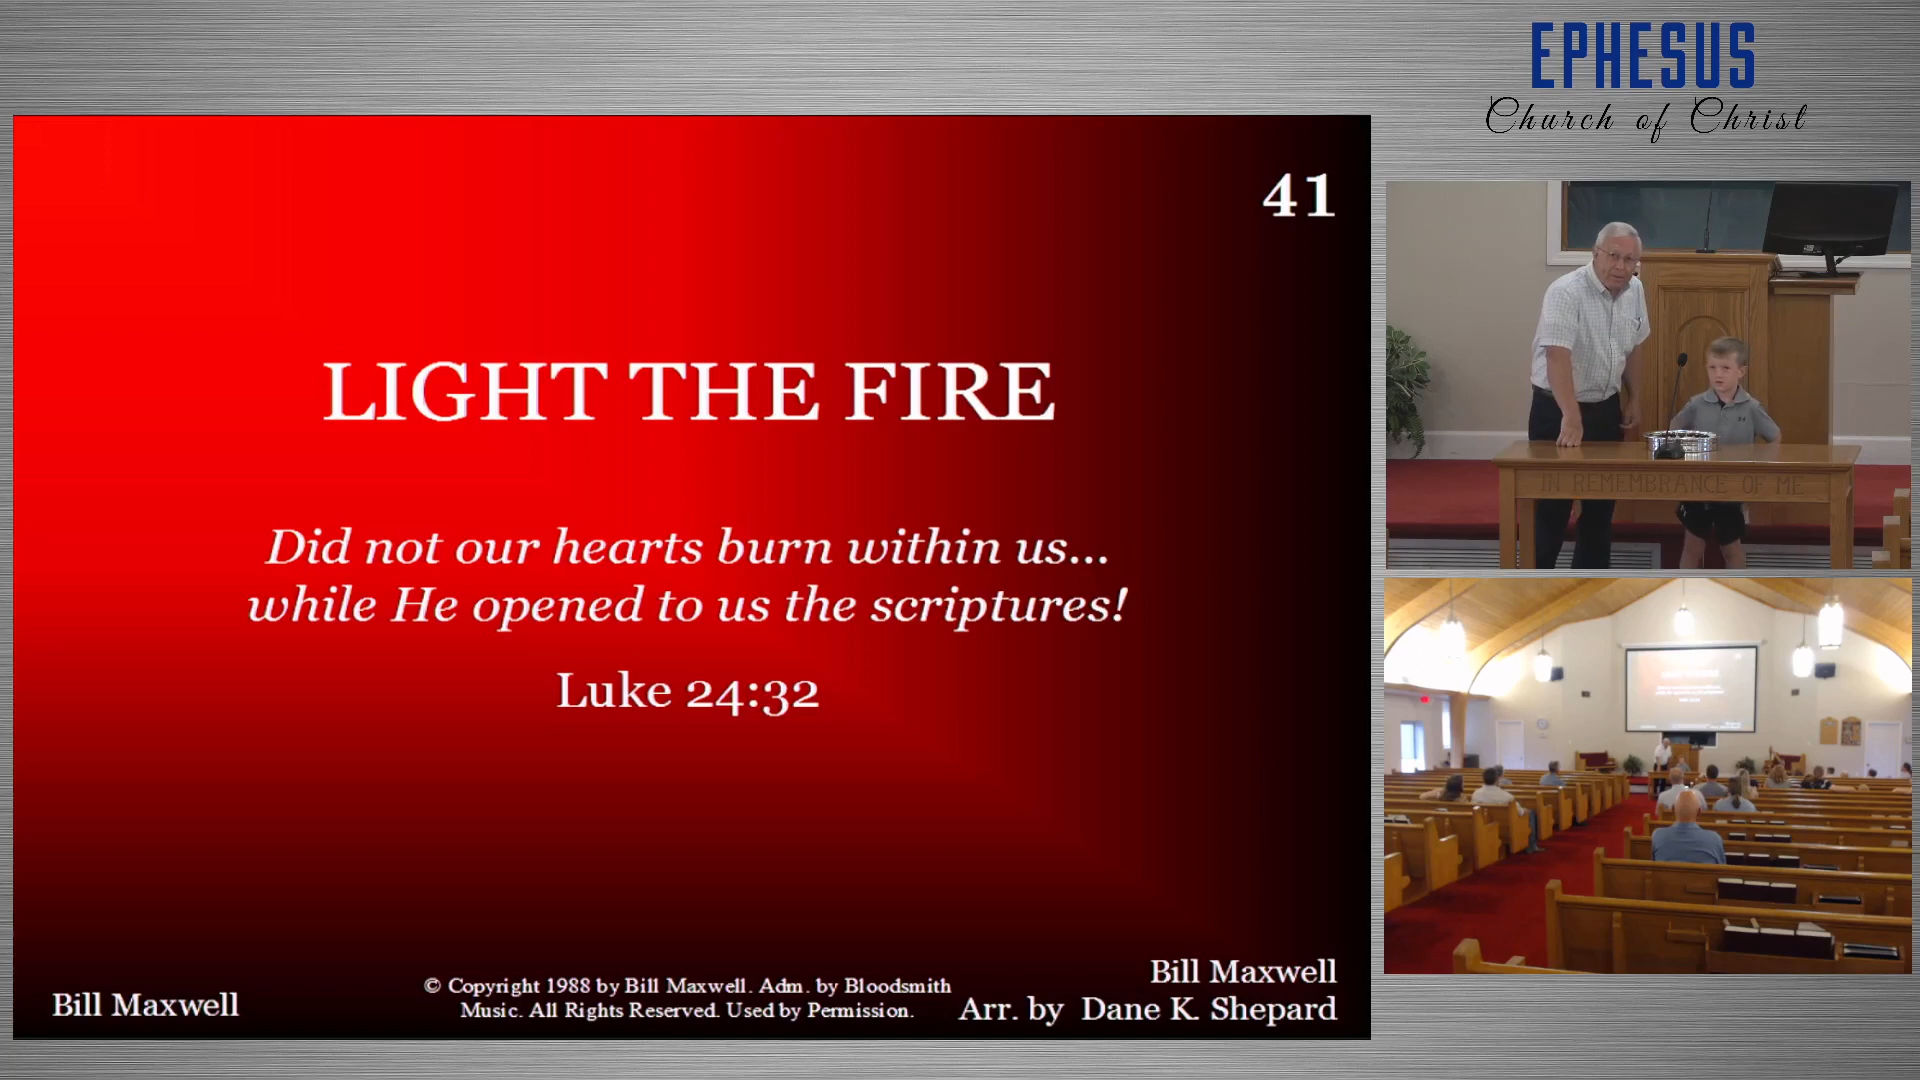 EPHESUS
Church of Christ
41
LIGHT THE FIRE
Did not our hearts burn within us...
while He opened to us the scriptures!
Luke 24:32
Bill Maxwell
© Copyright 1988 by Bill Maxwell. Adm. by Bloodsmith
Music. All Rights Reserved. Used by Permission.
Bill Maxwell
Arr. by Dane K. Shepard
IN REMEMBRANCE OF ME